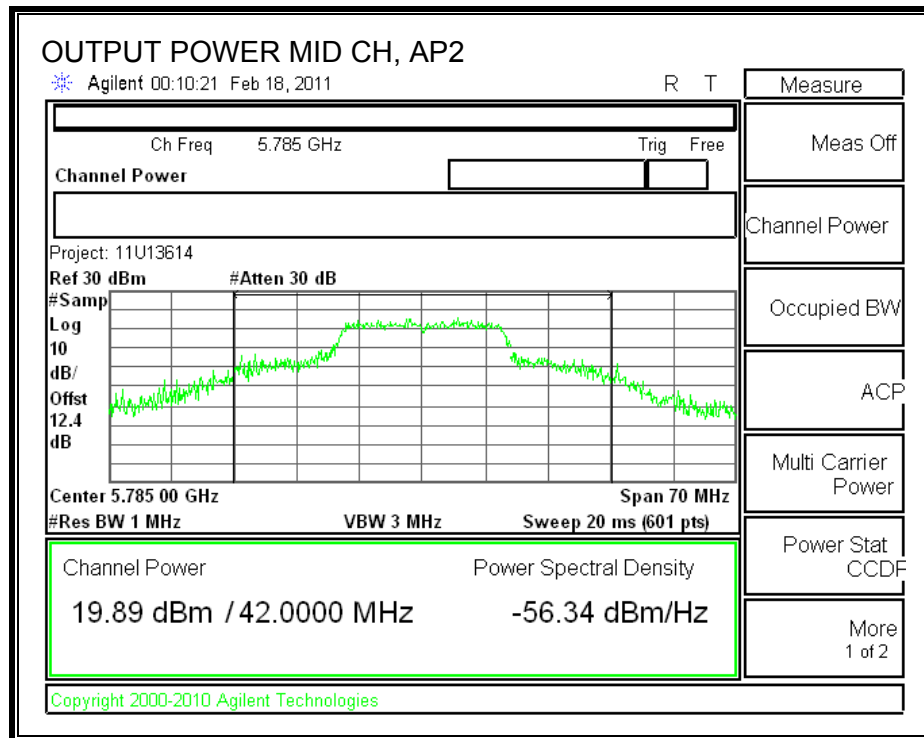 OUTPUT POWER MID CH, AP2
Agilent 00:10:21 Feb 18, 2011 R T
Measure
Ch Freq 5.785 GHz Trig Free
Meas Off
Channel Power
Channel Power
Project: 11U13614
Ref 30 dBm #Atten 30 dB
Occupied BW
#Samp
Log
10
dB/
Offst
12.4
dB
ACP
Multi Carrier
Power
Center 5.785 00 GHz Span 70 MHz
#Res BW 1 MHz VBW 3 MHz Sweep 20 ms (601 pts)
Power Stat
CCDF
Channel Power Power Spectral Density
19.89 dBm / 42.0000 MHz -56.34 dBm/Hz
More
1 of 2
Copyright 2000-2010 Agilent Technologies